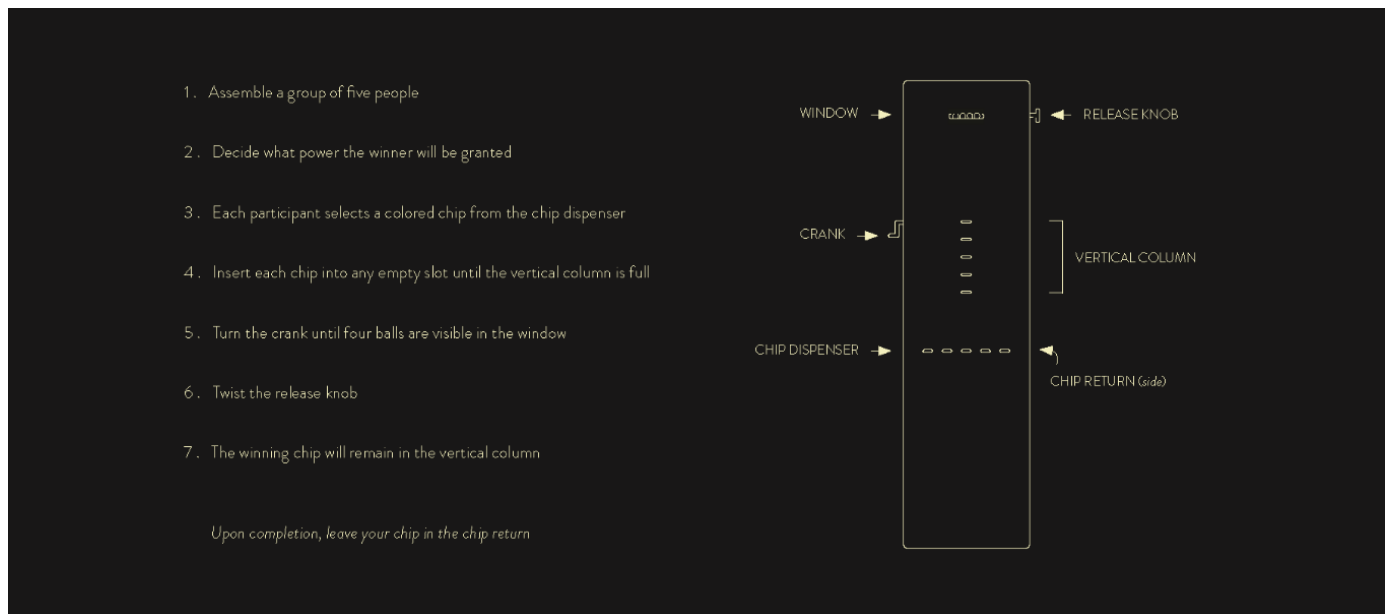 1. Assemble a group of five people
2. Decide what power the winner will be granted
3. Each participant selects a colored chip from the chip dispenser
4. Insert each chip into any empty slot until the vertical column is full
5. Turn the crank until four balls are visible in the window
6. Twist the release knob
7. The winning chip will remain in the vertical column
Upon completion, leave your chip in the chip return
WINDOW
RELEASE KNOB
CRANK
VERTICAL COLUMN
CHIP DISPENSER
CHIP RETURN (side)